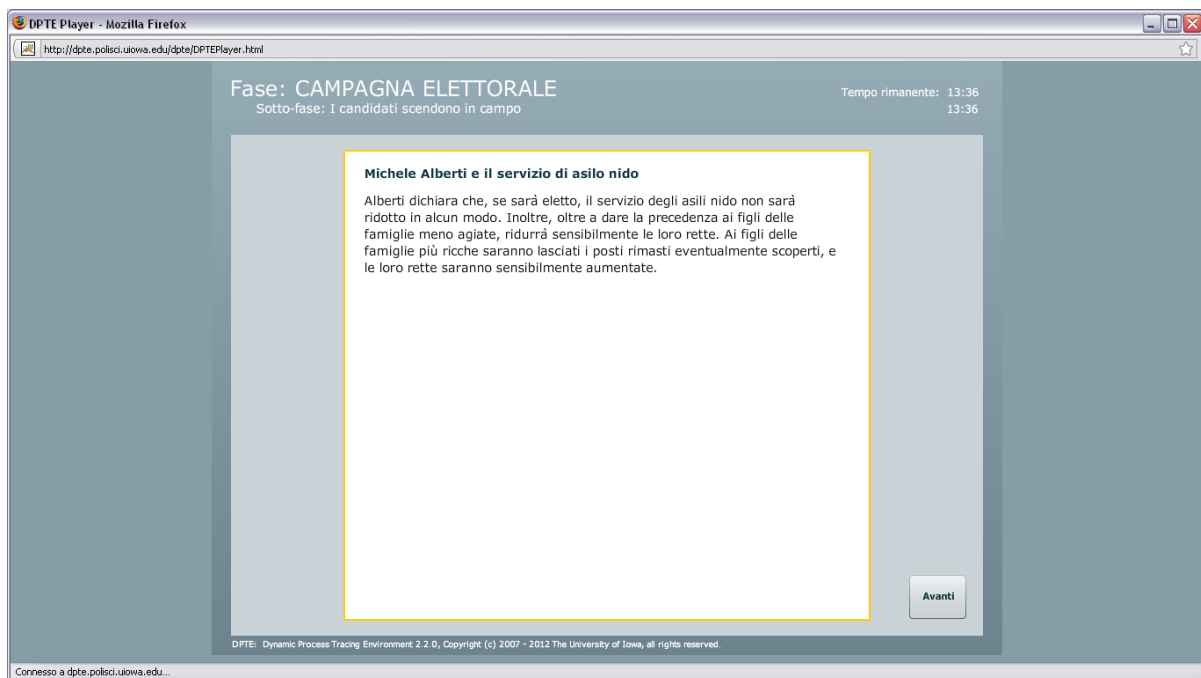 DPTE Player - Mozilla Firefox
http://dpte.polisci.uiowa.edu/dpte/DPTEPlayer.html
Fase: CAMPAGNA ELETTORALE
Sotto-fase: I candidati scendono in campo
Tempo rimanente: 13:36
13:36
Michele Alberti e il servizio di asilo nido
Alberti dichiara che, se sarà eletto, il servizio degli asili nido non sarà
ridotto in alcun modo. Inoltre, oltre a dare la precedenza ai figli delle
famiglie meno agiate, ridurrà sensibilmente le loro rette. Ai figli delle
famiglie più ricche saranno lasciati i posti rimasti eventualmente scoperti, e
le loro rette saranno sensibilmente aumentate.
Avanti
DPTE: Dynamic Process Tracing Environment 2.2.0, Copyright (c) 2007 - 2012 The University of Iowa, all rights reserved.
Connesso a dpte.polisci.uiowa.edu...